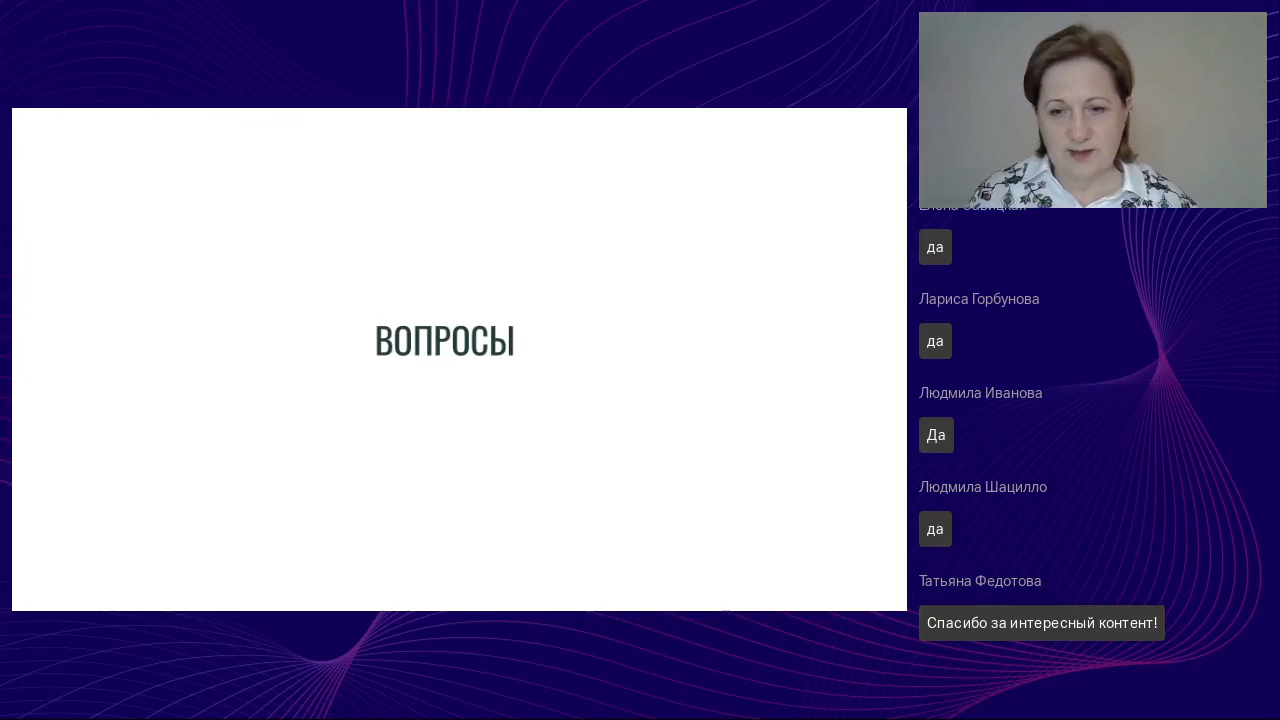 ВОПРОСЫ
да
Лариса Горбунова
да
Людмила Иванова
Да
Людмила Шацилло
да
Татьяна Федотова
Спасибо за интересный контент!